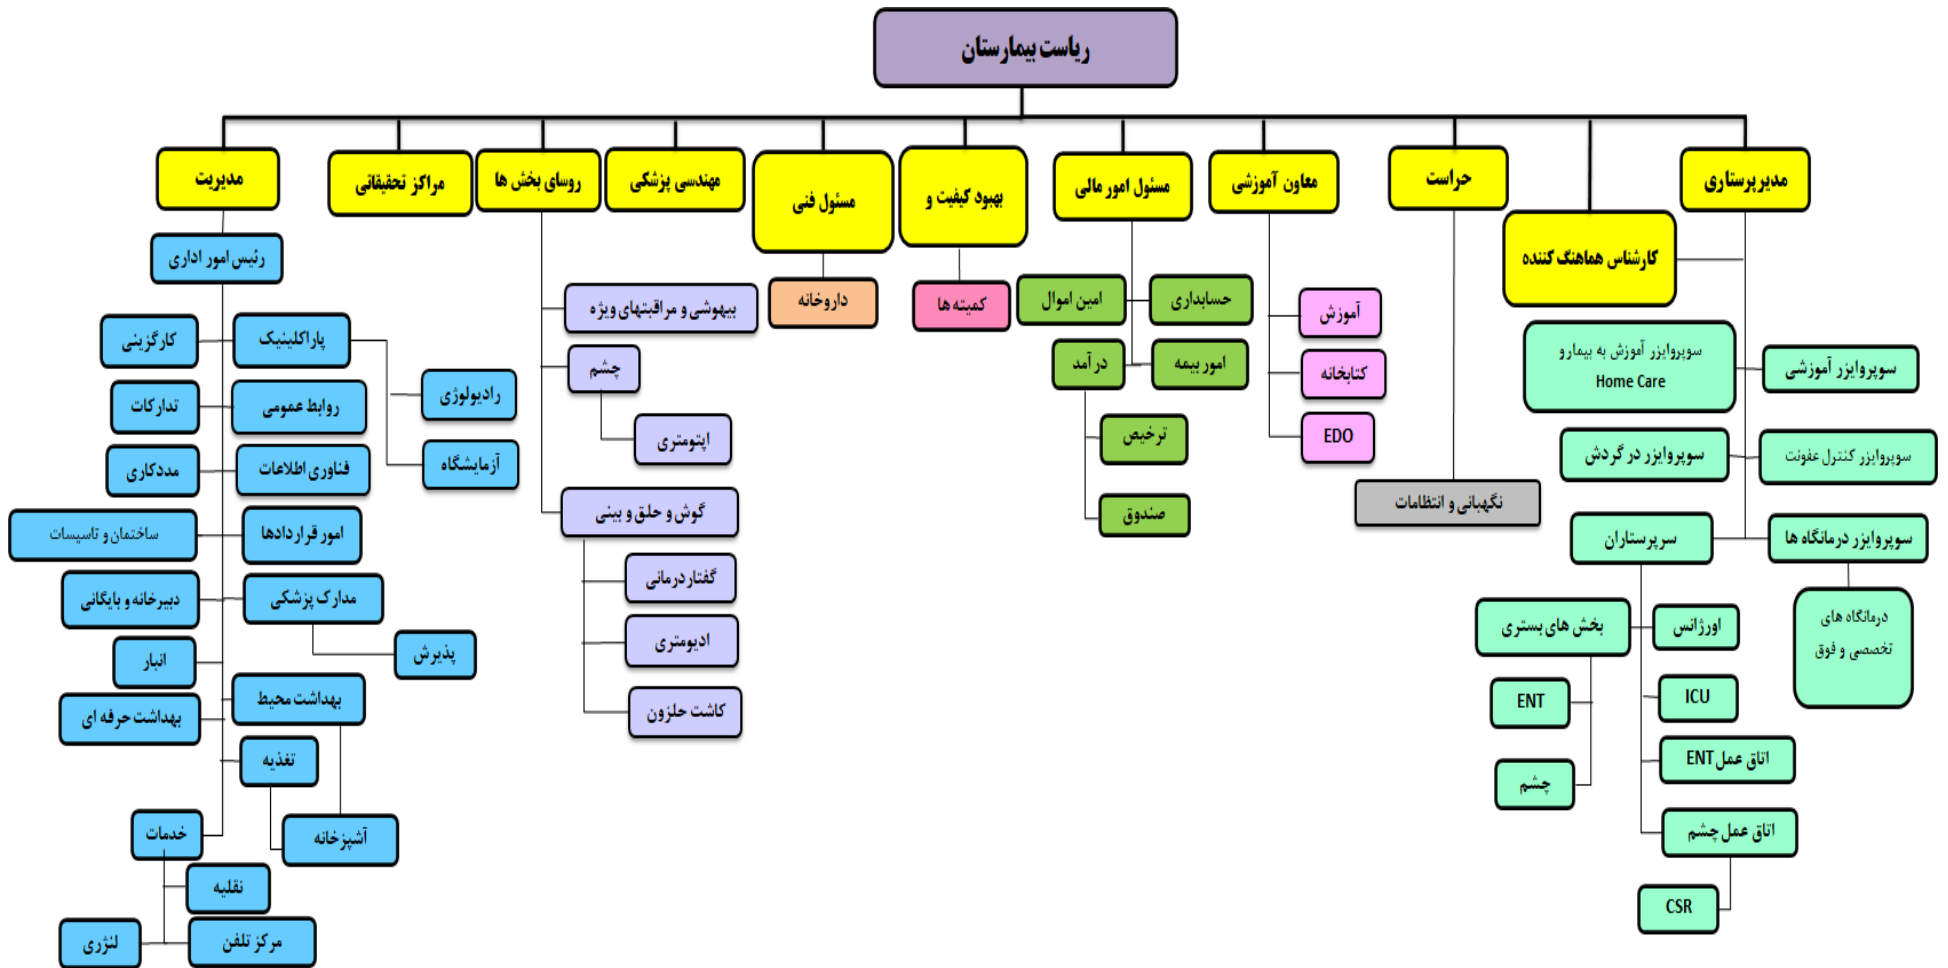 ریاست بیمارستان
مدیر پرستاری
کارشناس هماهنگ کننده
حراست
معاون آموزشی
مسئول امور مالی
بهبود کیفیت و
مسئول فنی
مهندسی پزشکی
روسای بخش ها
مراکز تحقیقاتی
مدیریت
سوپروایزر آموزشی
سوپروایزر آموزش به بیمار و
Home Care
سوپروایزر کنترل عفونت
سوپروایزر در گردش
سوپروایزر درمانگاه ها
سرپرستاران
درمانگاه های
تخصصی و فوق
اورژانس
بخش های بستری
ICU
ENT
اتاق عمل ENT
چشم
اتاق عمل چشم
CSR
نگهبانی و انتظامات
آموزش
کتابخانه
EDO
حسابداری
امین اموال
امور بیمه
در آمد
ترخیص
صندوق
کمیته ها
داروخانه
بیهوشی و مراقبتهای ویژه
چشم
اپتومتری
گوش و حلق و بینی
گفتاردرمانی
ادیومتری
کاشت حلزون
رئیس امور اداری
پاراکلینیک
کارگزینی
رادیولوژی
آزمایشگاه
روابط عمومی
تدارکات
فناوری اطلاعات
مددکاری
امور قراردادها
ساختمان و تاسیسات
مدارک پزشکی
دبیرخانه و بایگانی
پذیرش
انبار
بهداشت محیط
بهداشت حرفه ای
تغذیه
آشپزخانه
خدمات
نقلیه
مرکز تلفن
لنژری